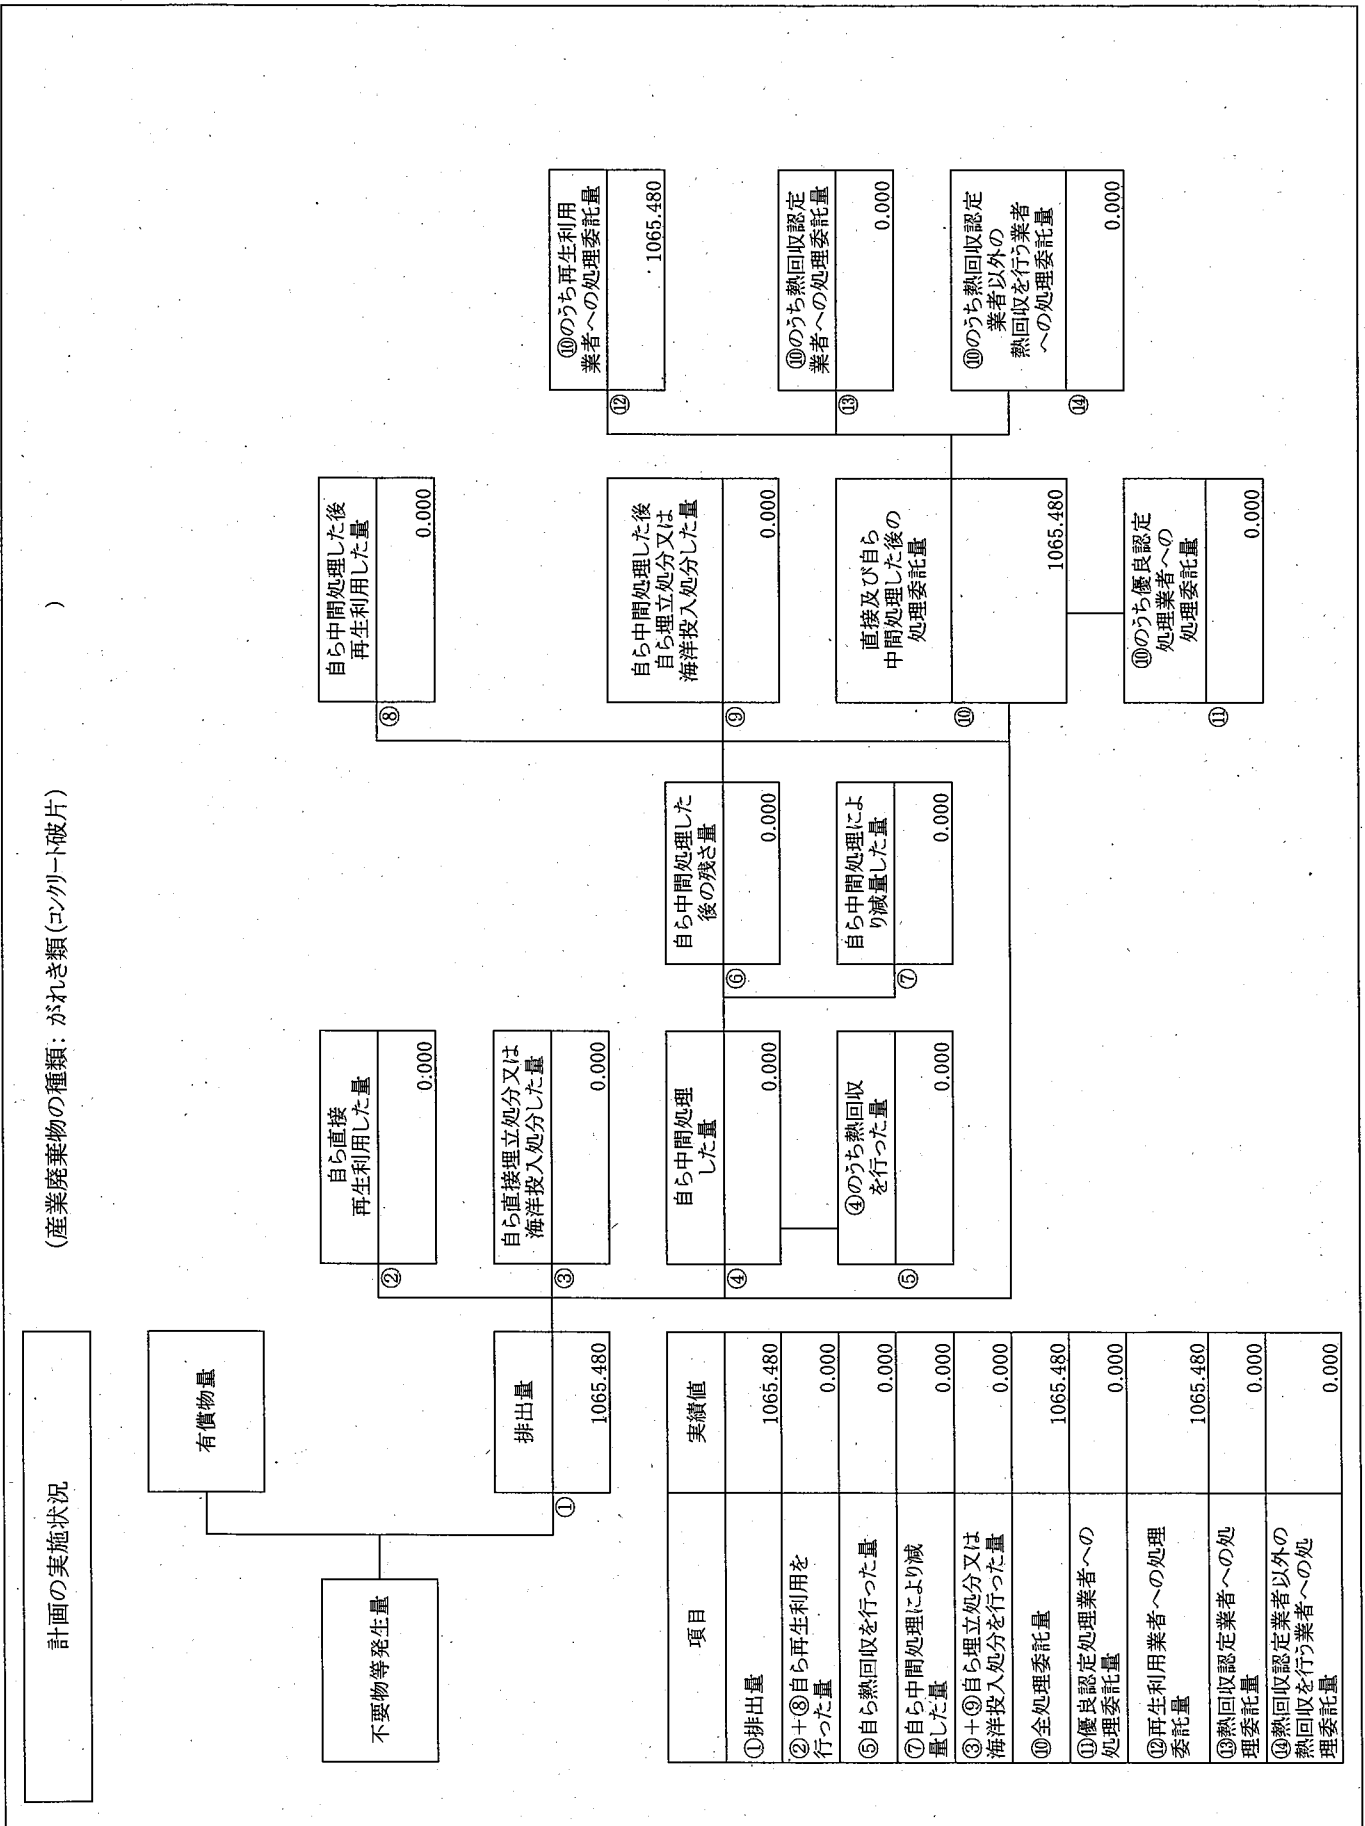 計画の実施状況
(産業廃棄物の種類: がれき類(コンクリート破片) )
不要物等発生量
有償物量
①
排出量
1065.480
②
自ら直接
再生利用した量
0:000
③
自ら直接埋立処分又は
海洋投入処分した量
0.000
④
自ら中間処理
した量
0.000
⑤
④のうち熱回収
を行った量
0.000
⑥
自ら中間処理した
後の残さ量
0.000
⑦
自ら中間処理によ
り減量した量
0.000
⑧
自ら中間処理した後
再生利用した量
0.000
⑨
自ら中間処理した後
自ら埋立処分又は
海洋投入処分した量
0.000
⑩
直接及び自ら
中間処理した後の
処理委託量
1065.480
⑪
⑩のうち優良認定
処理業者への
処理委託量
0.000
⑫
⑩のうち再生利用
業者への処理委託量
1065.480
⑬
⑩のうち熱回収認定
業者への処理委託量
0.000
⑭
⑩のうち熱回収認定
業者以外の
熱回収を行う業者
への処理委託量
0.000
項目 実績値
①排出量 1065.480
②+⑧自ら再生利用を
行った量 0.000
⑤自ら熱回収を行った量 0.000
⑦自ら中間処理により減
量した量 0.000
③+⑨自ら埋立処分又は
海洋投入処分を行った量 0.000
⑩全処理委託量 1065.480
⑪優良認定処理業者への
処理委託量 0.000
⑫再生利用業者への処理
委託量 1065.480
⑬熱回収認定業者への処
理委託量 0.000
⑭熱回収認定業者以外の
熱回収を行う業者への処
理委託量 0.000